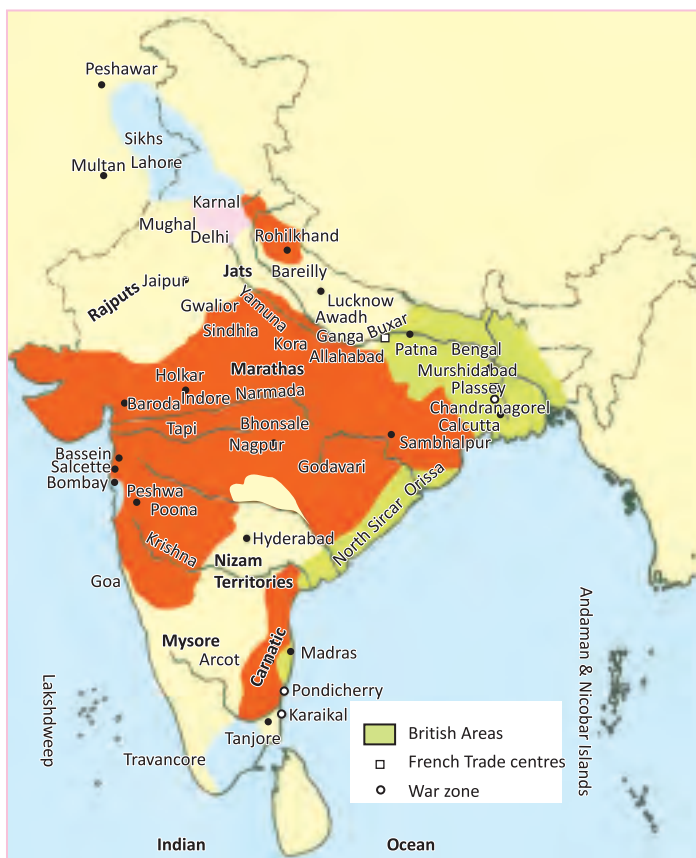 Peshawar
Sikhs
Multan Lahore
Karnal
Mughal
Delhi
Rohilkhand
Jats
Bareilly
Rajputs
Jaipur
Lucknow
Gwalior
Yamuna
Awadh
Sindhia
Ganga
Buxar
Kora
Allahabad
Patna
Bengal
Marathas
Murshidabad
Holkar
Plassey
Baroda
Indore
Narmada
Chandranagorel
Calcutta
Tapi
Bhonsale
Nagpur
Sambhalpur
Bassein
Salcette
Godavari
Bombay
Peshwa
Poona
North Sircar
Orissa
Krishna
Hyderabad
Nizam
Territories
Goa
Mysore
Arcot
Carnatic
Madras
Pondicherry
Karaikal
Tanjore
Travancore
Lakshdweep
Andaman & Nicobar Islands
British Areas
French Trade centres
War zone
Indian Ocean